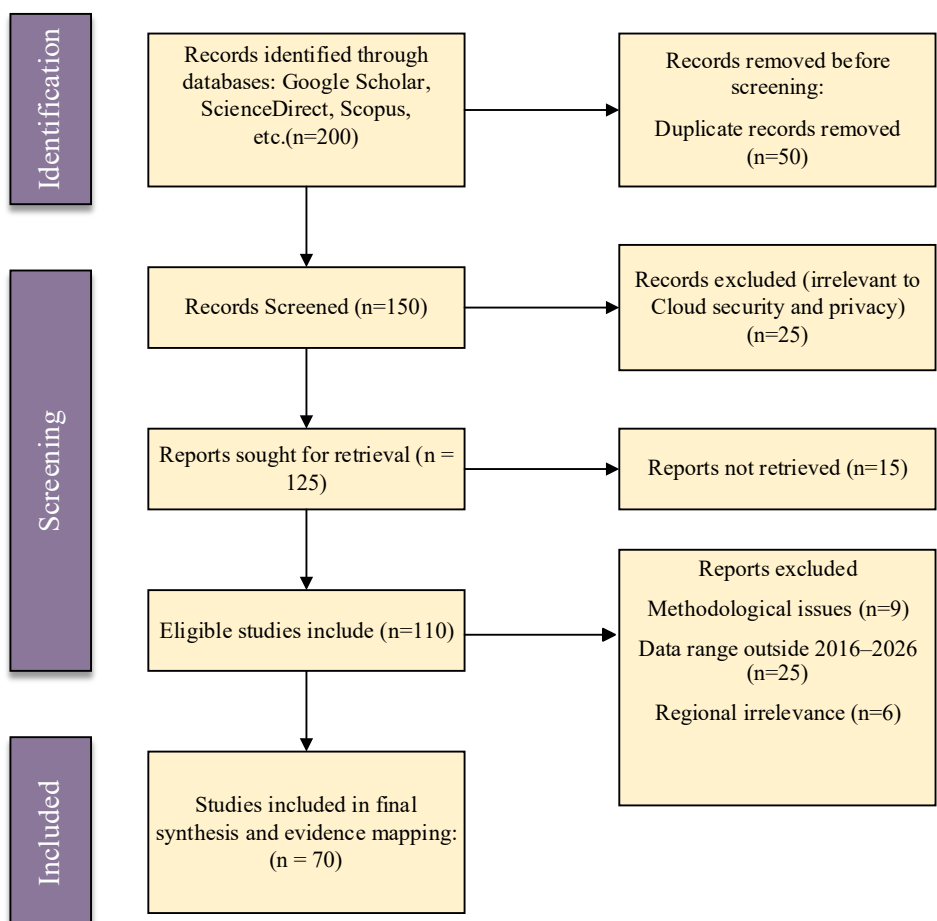 Identification
Records identified through
databases: Google Scholar,
ScienceDirect, Scopus,
etc.(n=200)
Records removed before
screening:
Duplicate records removed
(n=50)
Screening
Records Screened (n=150)
Records excluded (irrelevant to
Cloud security and privacy)
(n=25)
Reports sought for retrieval (n =
125)
Reports not retrieved (n=15)
Eligible studies include (n=110)
Reports excluded
Methodological issues (n=9)
Data range outside 2016–2026
(n=25)
Regional irrelevance (n=6)
Included
Studies included in final
synthesis and evidence mapping:
(n = 70)